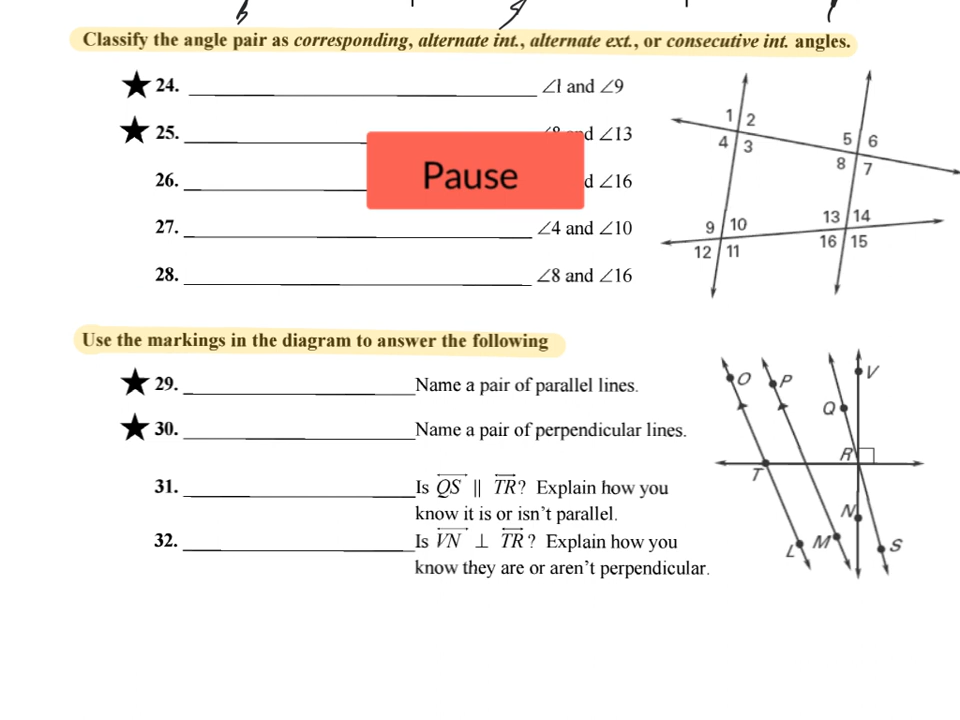 Classify the angle pair as corresponding, alternate int., alternate ext., or consecutive int. angles.
★ 24. ∠1 and ∠9
★ 25. ∠13
Pause
26. ∠16
27. ∠4 and ∠10
28. ∠8 and ∠16
1 2
4 3
5 6
8 7
9 10
12 11
13 14
16 15
Use the markings in the diagram to answer the following
★ 29. Name a pair of parallel lines.
★ 30. Name a pair of perpendicular lines.
31. Is QS || TR? Explain how you
know it is or isn't parallel.
32. Is VN ⊥ TR? Explain how you
know they are or aren't perpendicular.
O P V
Q
R
T
N
L M S